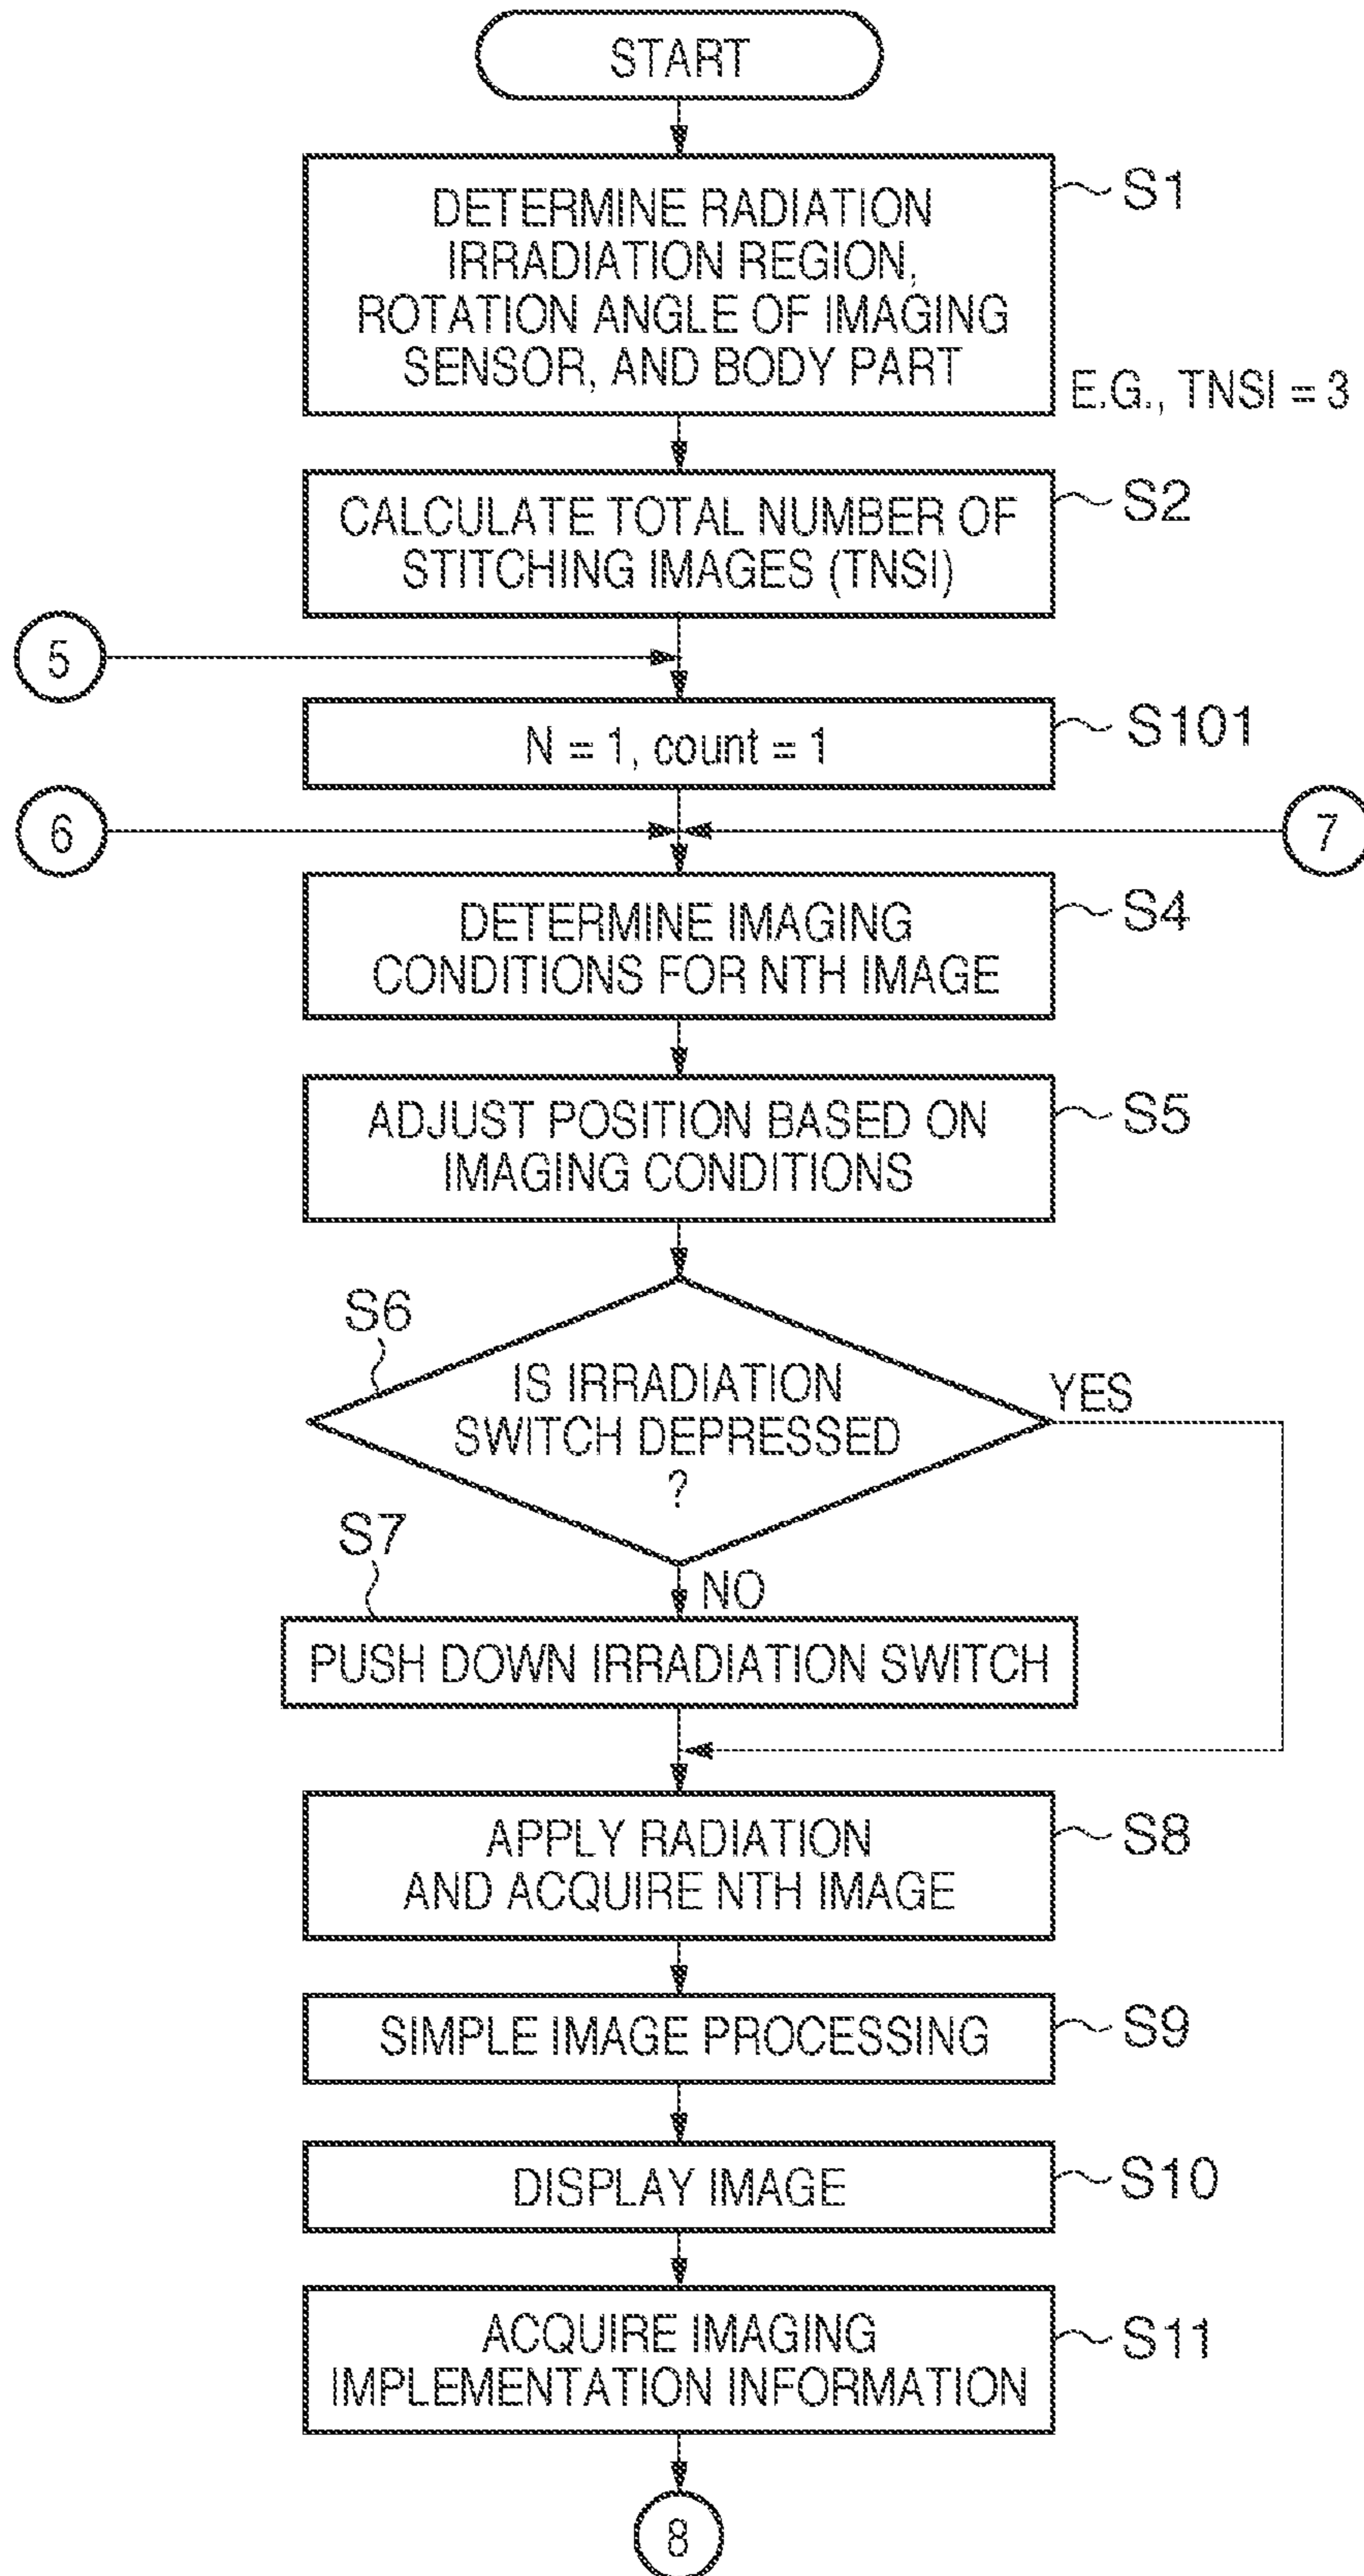 START
S1
DETERMINE RADIATION
IRRADIATION REGION,
ROTATION ANGLE OF IMAGING
SENSOR, AND BODY PART
E.G., TNSI = 3
S2
CALCULATE TOTAL NUMBER OF
STITCHING IMAGES (TNSI)
5
S101
N = 1, count = 1
6
7
S4
DETERMINE IMAGING
CONDITIONS FOR NTH IMAGE
S5
ADJUST POSITION BASED ON
IMAGING CONDITIONS
S6
IS IRRADIATION
SWITCH DEPRESSED
?
YES
S7
NO
PUSH DOWN IRRADIATION SWITCH
S8
APPLY RADIATION
AND ACQUIRE NTH IMAGE
S9
SIMPLE IMAGE PROCESSING
S10
DISPLAY IMAGE
S11
ACQUIRE IMAGING
IMPLEMENTATION INFORMATION
8